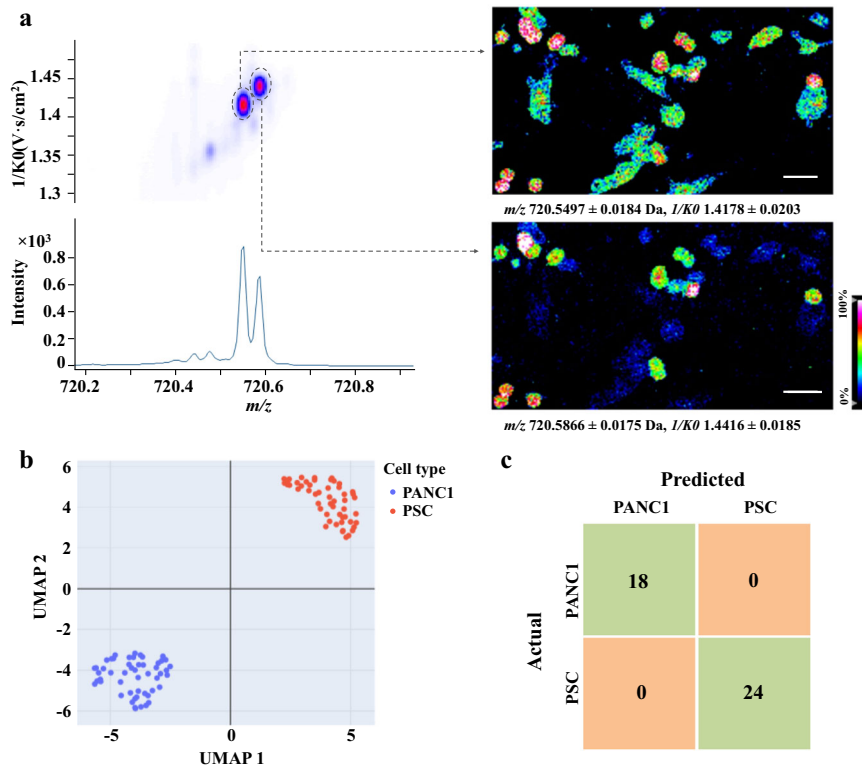 a
1/K0(V·s/cm²)
1.45
1.4
1.35
1.3
×10³
Intensity
0.8
0.6
0.4
0.2
0
720.2 720.4 720.6 720.8
m/z
m/z 720.5497 ± 0.0184 Da, 1/K0 1.4178 ± 0.0203
100%
0%
m/z 720.5866 ± 0.0175 Da, 1/K0 1.4416 ± 0.0185
b
UMAP 2
6
4
2
0
-2
-4
-6
-5 0 5
UMAP 1
Cell type
PANC1
PSC
c
Predicted
PANC1 PSC
Actual
PANC1
18 0
PSC
0 24